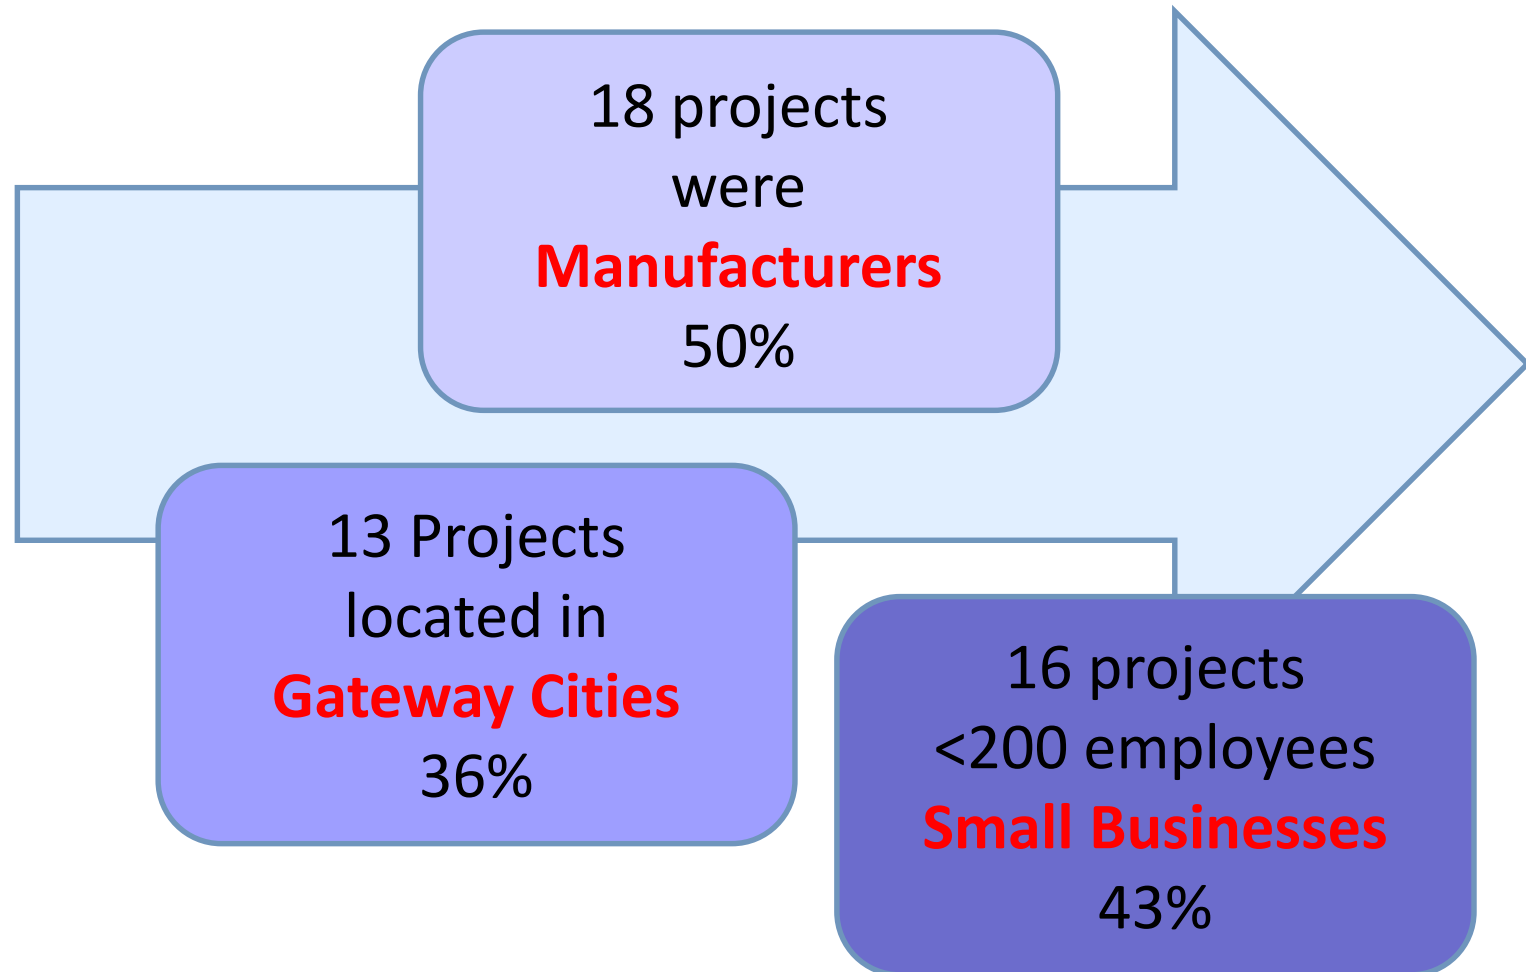 18 projects
were
Manufacturers
50%
13 Projects
located in
Gateway Cities
36%
16 projects
<200 employees
Small Businesses
43%